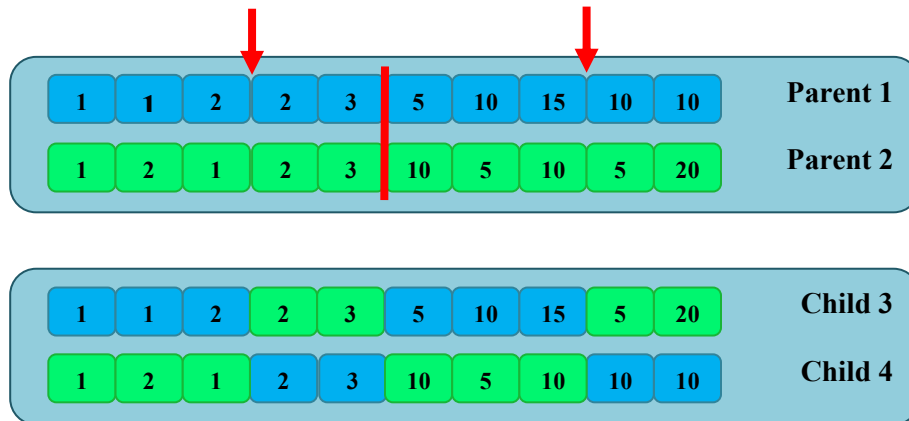 1 1 2 2 3 5 10 15 10 10 Parent 1
1 2 1 2 3 10 5 10 5 20 Parent 2
1 1 2 2 3 5 10 15 5 20 Child 3
1 2 1 2 3 10 5 10 10 10 Child 4